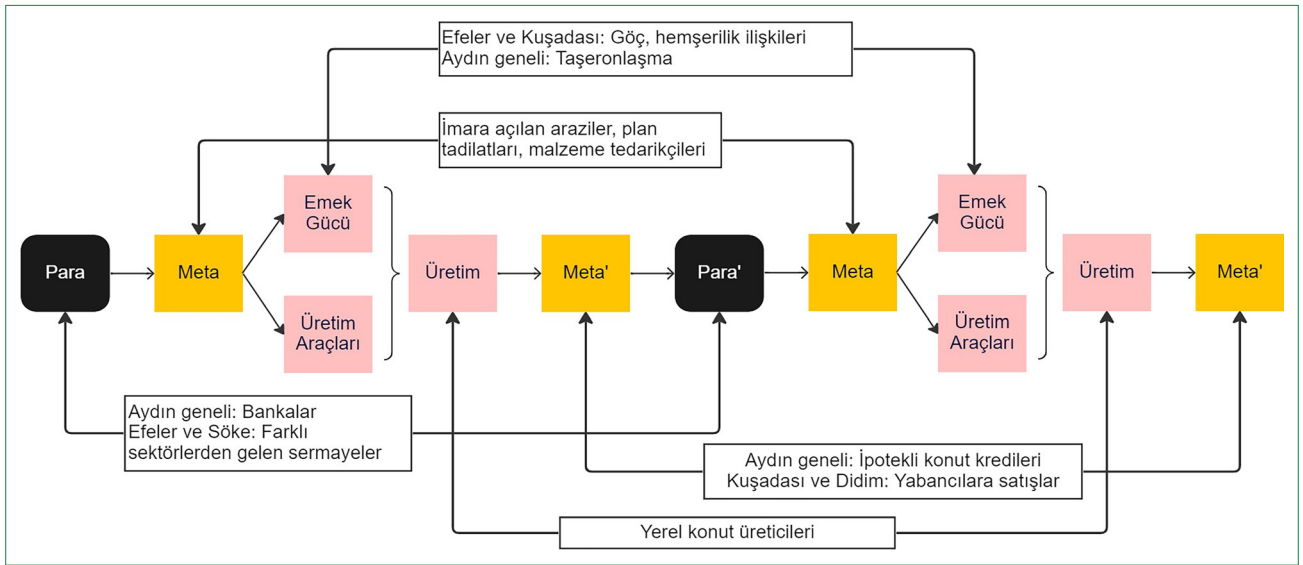 Efeler ve Kuşadası: Göç, hemşerilik ilişkileri
Aydın geneli: Taşeronlaşma
İmara açılan araziler, plan
tadilatları, malzeme tedarikçileri
Para
Meta
Emek
Gücü
Üretim
Araçları
Üretim
Meta'
Para'
Meta
Emek
Gücü
Üretim
Araçları
Üretim
Meta'
Aydın geneli: Bankalar
Efeler ve Söke: Farklı
sektörlerden gelen sermayeler
Aydın geneli: İpotekli konut kredileri
Kuşadası ve Didim: Yabancılara satışlar
Yerel konut üreticileri